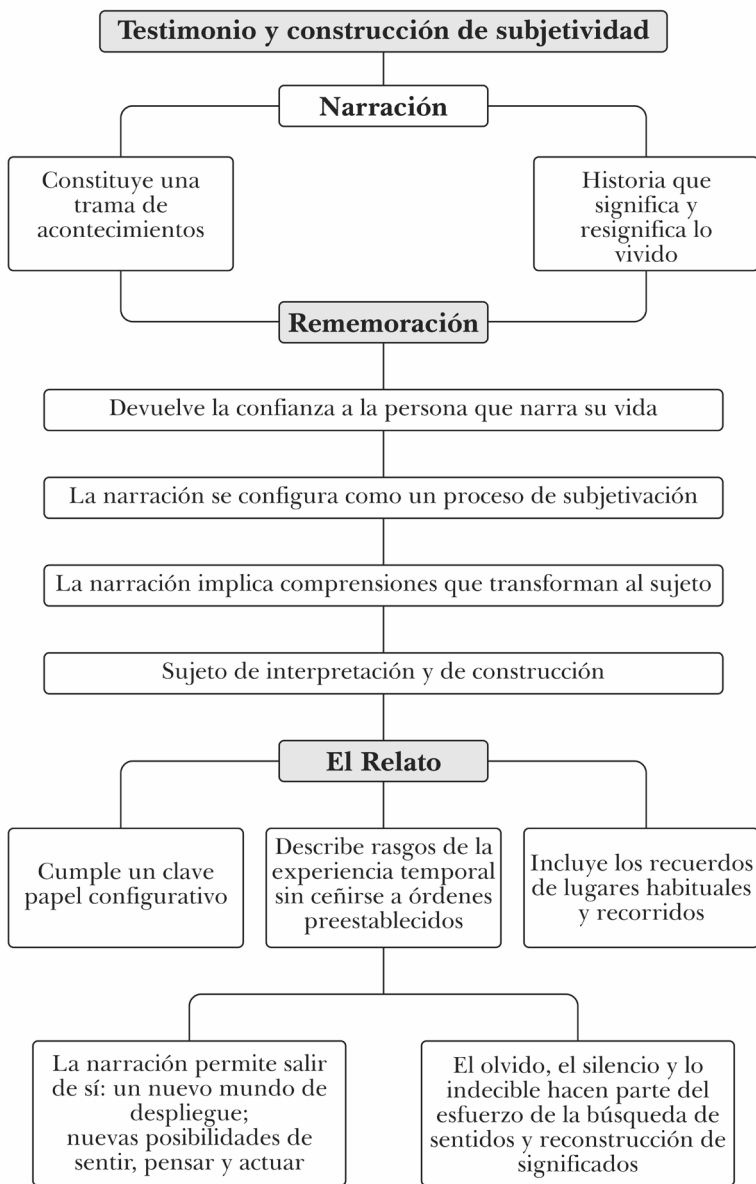 Testimonio y construcción de subjetividad
Narración
Constituye una
trama de
acontecimientos
Historia que
significa y
resignifica lo
vivido
Rememoración
Devuelve la confianza a la persona que narra su vida
La narración se configura como un proceso de subjetivación
La narración implica comprensiones que transforman al sujeto
Sujeto de interpretación y de construcción
El Relato
Cumple un clave
papel configurativo
Describe rasgos de la
experiencia temporal
sin ceñirse a órdenes
preestablecidos
Incluye los recuerdos
de lugares habituales
y recorridos
La narración permite salir
de sí: un nuevo mundo de
despliegue;
nuevas posibilidades de
sentir, pensar y actuar
El olvido, el silencio y lo
indecible hacen parte del
esfuerzo de la búsqueda de
sentidos y reconstrucción de
significados